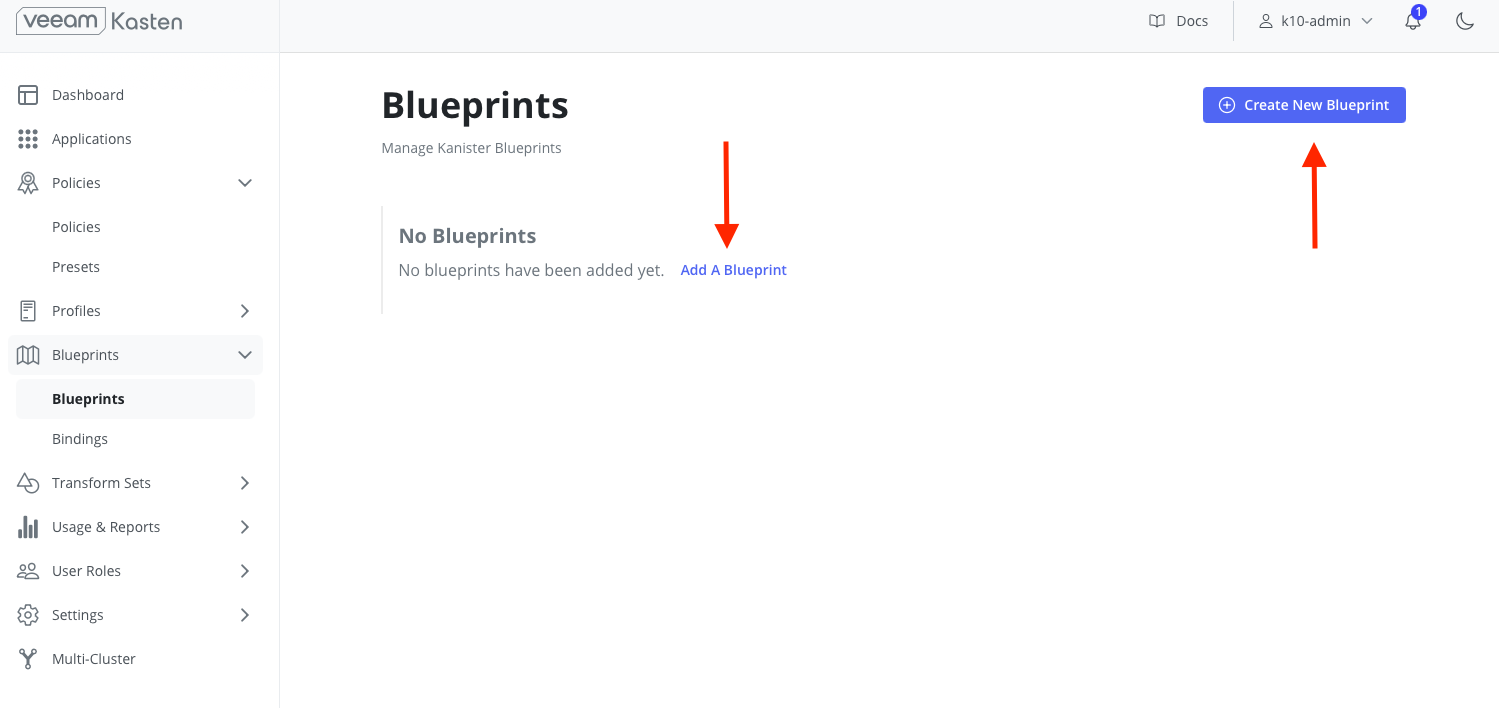 veeam Kasten
Docs
k10-admin
1
Dashboard
Applications
Policies
Policies
Presets
Profiles
Blueprints
Blueprints
Bindings
Transform Sets
Usage & Reports
User Roles
Settings
Multi-Cluster
Blueprints
Create New Blueprint
Manage Kanister Blueprints
No Blueprints
No blueprints have been added yet. Add A Blueprint